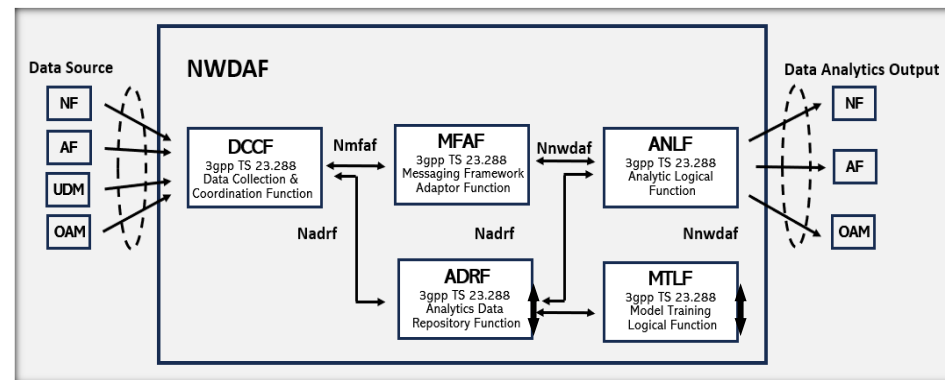 Data Source
NF
AF
UDM
OAM
NWDAF
DCCF
3gpp TS 23.288
Data Collection &
Coordination Function
Nmfaf
MFAF
3gpp TS 23.288
Messaging Framework
Adaptor Function
Nnwdaf
ANLF
3gpp TS 23.288
Analytic Logical
Function
Nadrf
Nadrf
Nnwdaf
ADRF
3gpp TS 23.288
Analytics Data
Repository Function
MTLF
3gpp TS 23.288
Model Training
Logical Function
Data Analytics Output
NF
AF
OAM